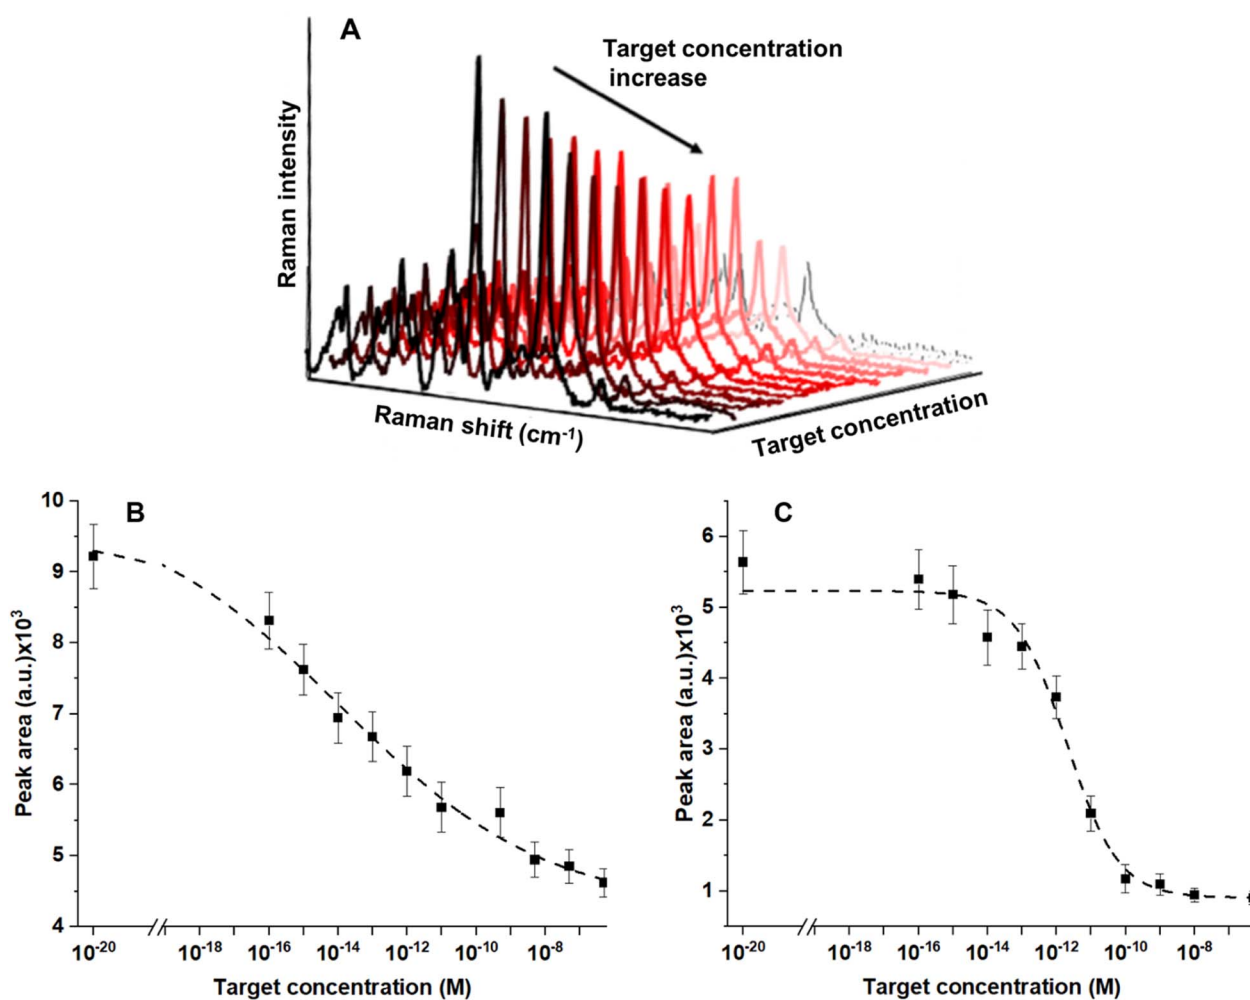 A
Target concentration
increase
Raman intensity
Raman shift (cm⁻¹)
Target concentration
B
Peak area (a.u.)x10³
10
9
8
7
6
5
4
10⁻²⁰ 10⁻¹⁸ 10⁻¹⁶ 10⁻¹⁴ 10⁻¹² 10⁻¹⁰ 10⁻⁸
Target concentration (M)
C
Peak area (a.u.)x10³
6
5
4
3
2
1
10⁻²⁰ 10⁻¹⁸ 10⁻¹⁶ 10⁻¹⁴ 10⁻¹² 10⁻¹⁰ 10⁻⁸
Target concentration (M)